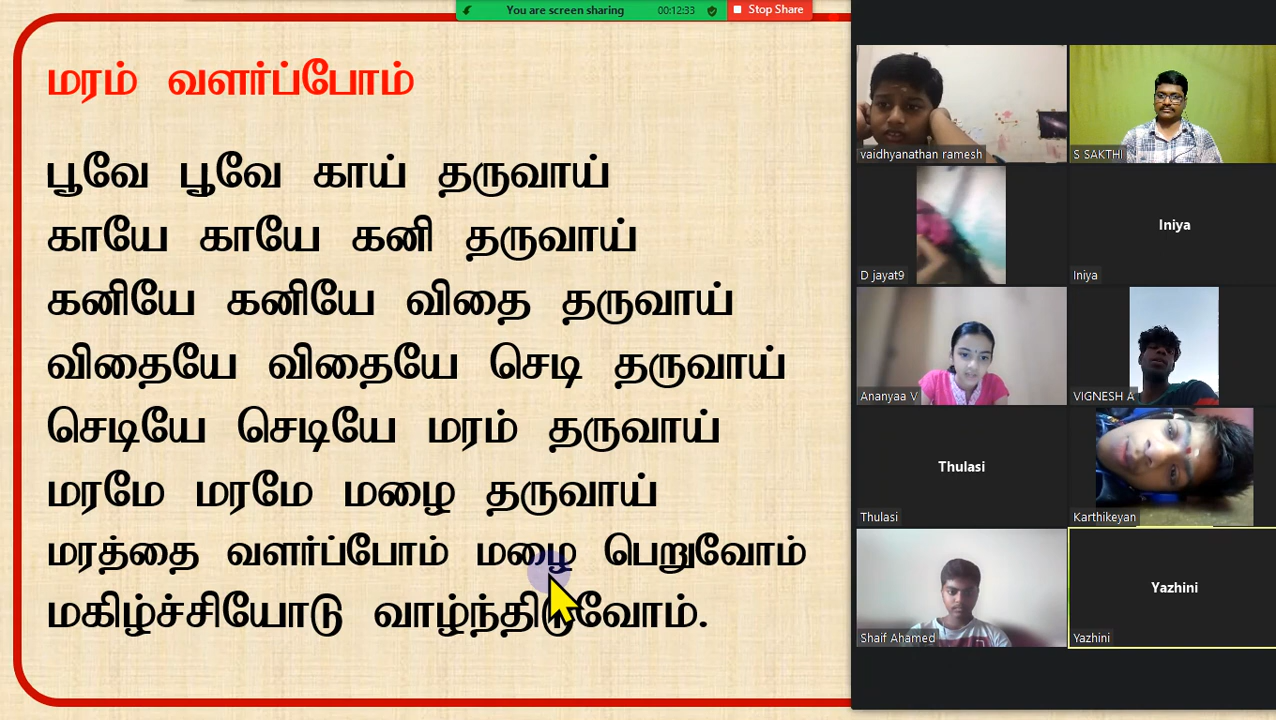 You are screen sharing 00:12:33 Stop Share
மரம் வளர்ப்போம்
பூவே பூவே காய் தருவாய்
காயே காயே கனி தருவாய்
கனியே கனியே விதை தருவாய்
விதையே விதையே செடி தருவாய்
செடியே செடியே மரம் தருவாய்
மரமே மரமே மழை தருவாய்
மரத்தை வளர்ப்போம் மழை பெறுவோம்
மகிழ்ச்சியோடு வாழ்ந்திடுவோம்.
vaidhyanathan ramesh
S SAKTHI
D jayat9
Iniya
Iniya
Ananyaa V
VIGNESH A
Thulasi
Thulasi
Karthikeyan
Shaif Ahamed
Yazhini
Yazhini